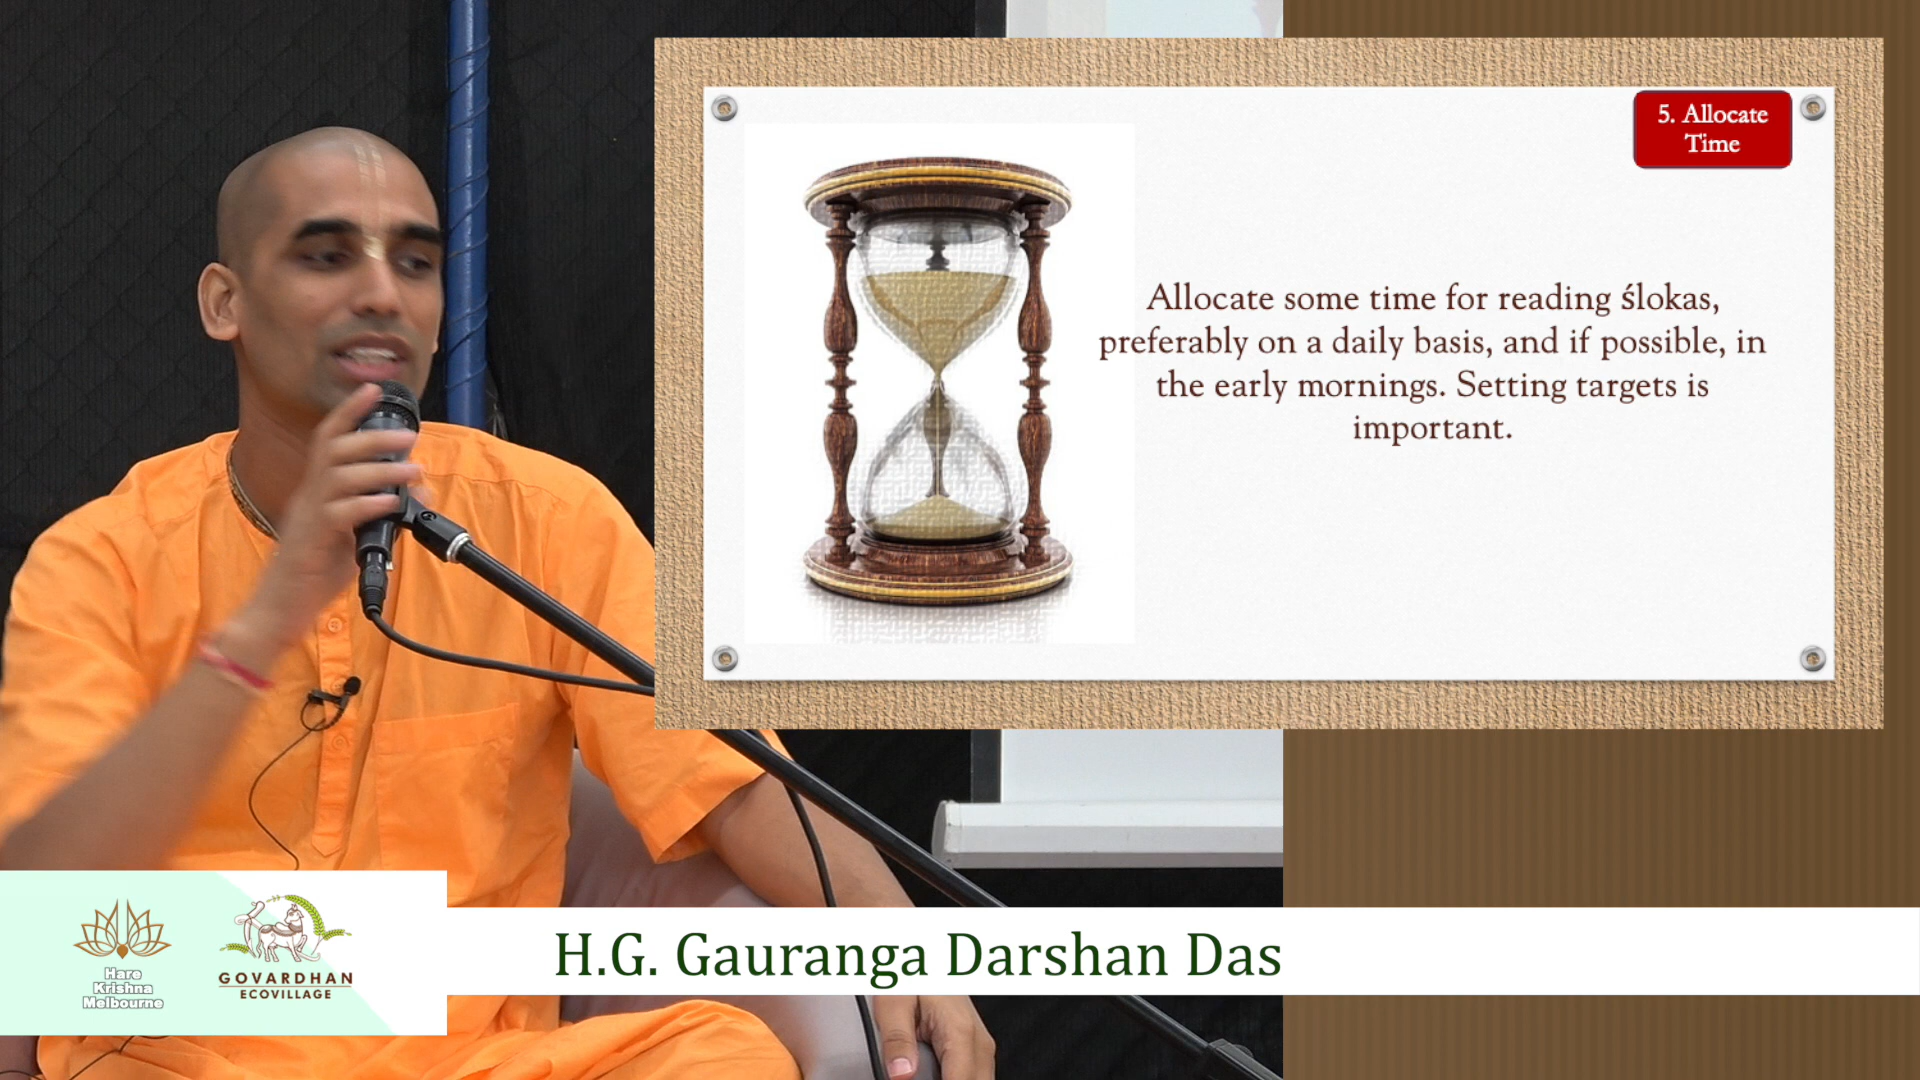 5. Allocate
Time
Allocate some time for reading ślokas,
preferably on a daily basis, and if possible, in
the early mornings. Setting targets is
important.
Hare
Krishna
Melbourne
GOVARDHAN
ECOVILLAGE
H.G. Gauranga Darshan Das